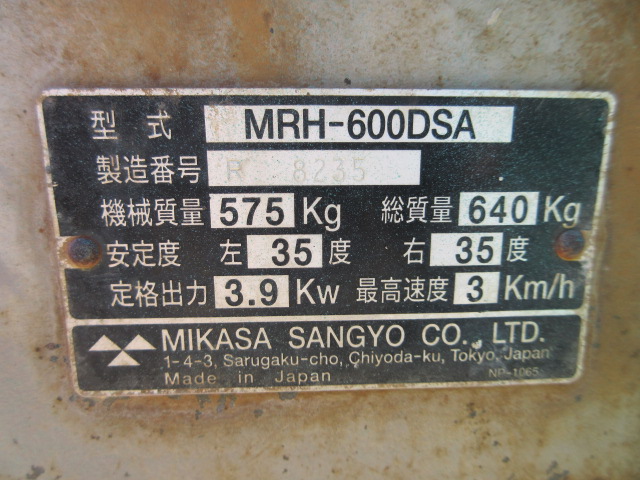 型式 MRH-600DSA
製造番号 R 8235
機械質量 575 Kg 総質量 640 Kg
安定度 左 35 度 右 35 度
定格出力 3.9 Kw 最高速度 3 Km/h
MIKASA SANGYO CO., LTD.
1-4-3, Sarugaku-cho, Chiyoda-ku, Tokyo, Japan
Made in Japan NP-1065